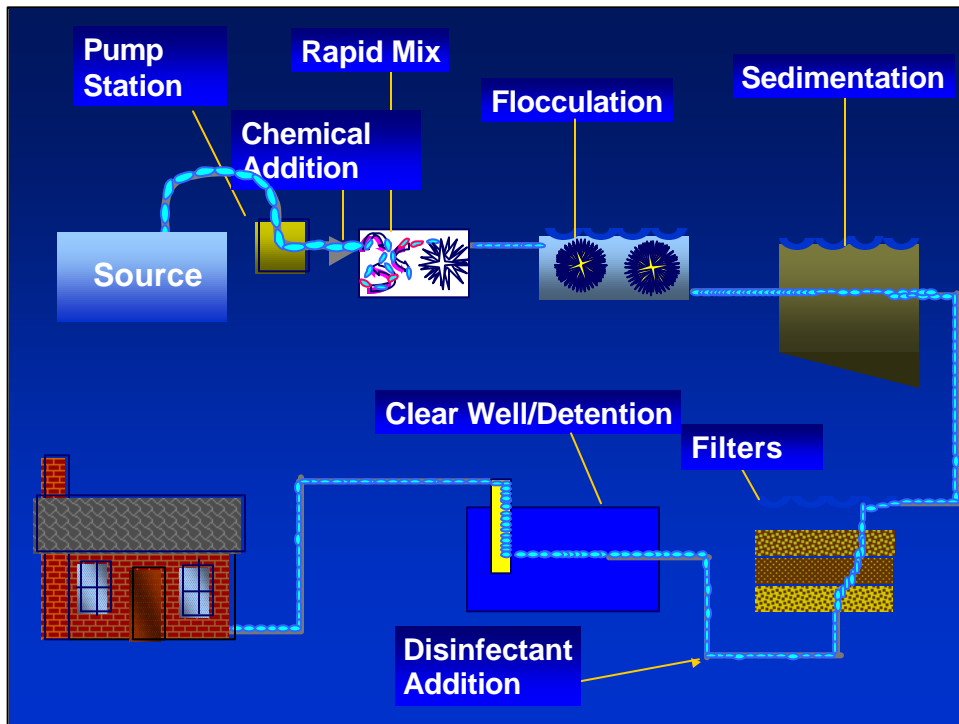 Pump
Station
Rapid Mix
Chemical
Addition
Flocculation
Sedimentation
Source
Clear Well/Detention
Filters
Disinfectant
Addition